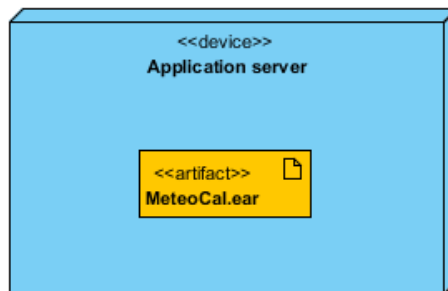 <<device>>
Application server
<<artifact>>
MeteoCal.ear